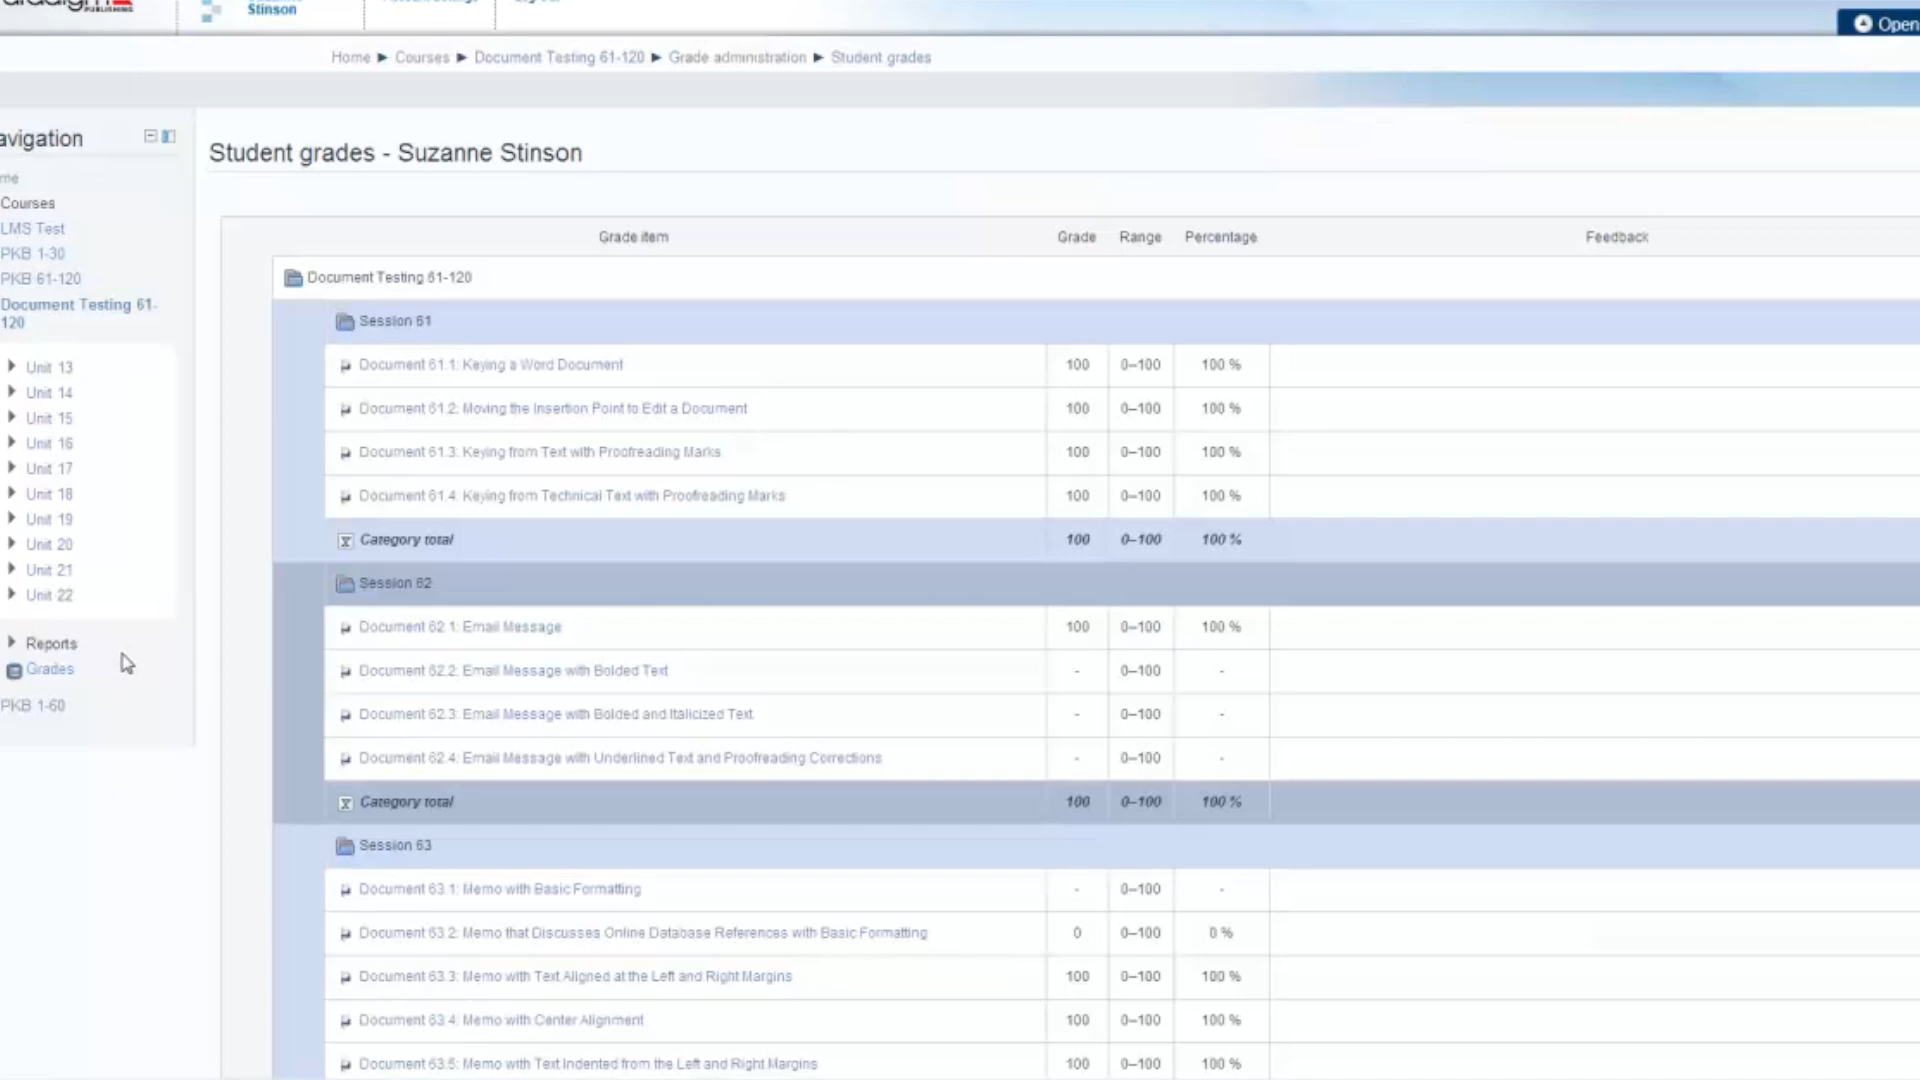 PUBLISHING
Stinson
Open
Home ► Courses ► Document Testing 61-120 ► Grade administration ► Student grades
avigation
me
Courses
LMS Test
PKB 1-30
PKB 61-120
Document Testing 61-
120
Unit 13
Unit 14
Unit 15
Unit 16
Unit 17
Unit 18
Unit 19
Unit 20
Unit 21
Unit 22
Reports
Grades
PKB 1-60
Student grades - Suzanne Stinson
Grade item Grade Range Percentage Feedback
Document Testing 61-120
Session 61
Document 61.1: Keying a Word Document 100 0–100 100 %
Document 61.2: Moving the Insertion Point to Edit a Document 100 0–100 100 %
Document 61.3: Keying from Text with Proofreading Marks 100 0–100 100 %
Document 61.4: Keying from Technical Text with Proofreading Marks 100 0–100 100 %
Category total 100 0–100 100 %
Session 62
Document 62.1: Email Message 100 0–100 100 %
Document 62.2: Email Message with Bolded Text - 0–100 -
Document 62.3: Email Message with Bolded and Italicized Text - 0–100 -
Document 62.4: Email Message with Underlined Text and Proofreading Corrections - 0–100 -
Category total 100 0–100 100 %
Session 63
Document 63.1: Memo with Basic Formatting - 0–100 -
Document 63.2: Memo that Discusses Online Database References with Basic Formatting 0 0–100 0 %
Document 63.3: Memo with Text Aligned at the Left and Right Margins 100 0–100 100 %
Document 63.4: Memo with Center Alignment 100 0–100 100 %
Document 63.5: Memo with Text Indented from the Left and Right Margins 100 0–100 100 %